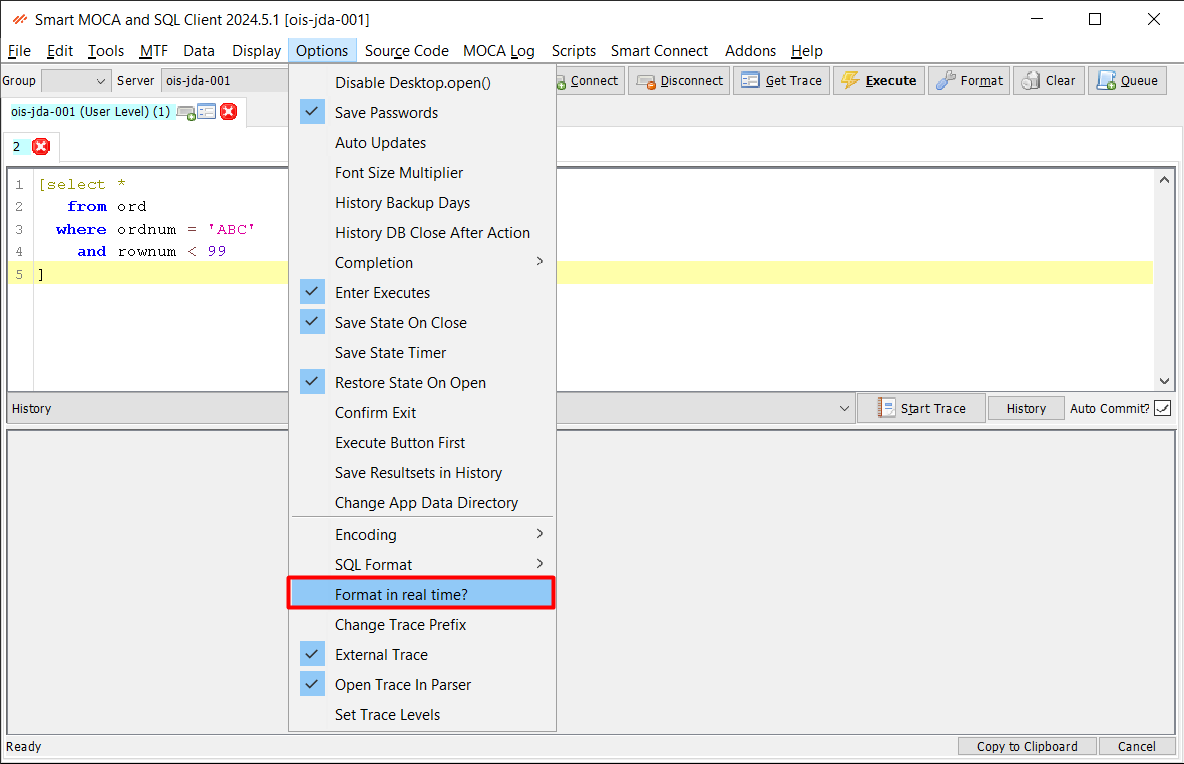 Smart MOCA and SQL Client 2024.5.1 [ois-jda-001]
File Edit Tools MTF Data Display Options Source Code MOCA Log Scripts Smart Connect Addons Help
Group Server ois-jda-001 Connect Disconnect Get Trace Execute Format Clear Queue
ois-jda-001 (User Level) (1)
2
1 [select *
2 from ord
3 where ordnum = 'ABC'
4 and rownum < 99
5 ]
History Start Trace History Auto Commit?
Disable Desktop.open()
Save Passwords
Auto Updates
Font Size Multiplier
History Backup Days
History DB Close After Action
Completion
Enter Executes
Save State On Close
Save State Timer
Restore State On Open
Confirm Exit
Execute Button First
Save Resultsets in History
Change App Data Directory
Encoding
SQL Format
Format in real time?
Change Trace Prefix
External Trace
Open Trace In Parser
Set Trace Levels
Ready Copy to Clipboard Cancel